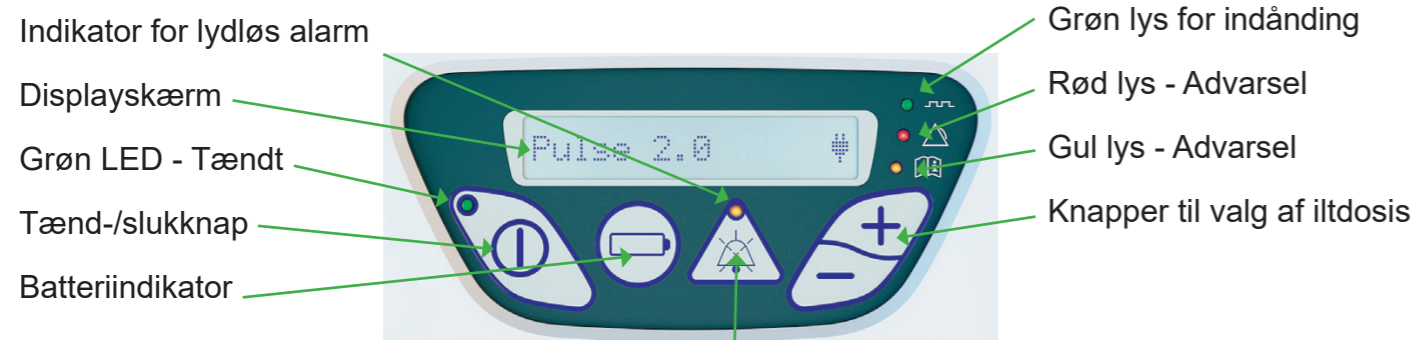 Indikator for lydløs alarm
Displayskærm
Grøn LED - Tændt
Tænd-/slukknap
Batteriindikator
Pulse 2.0
Grøn lys for indånding
Rød lys - Advarsel
Gul lys - Advarsel
Knapper til valg af iltdosis